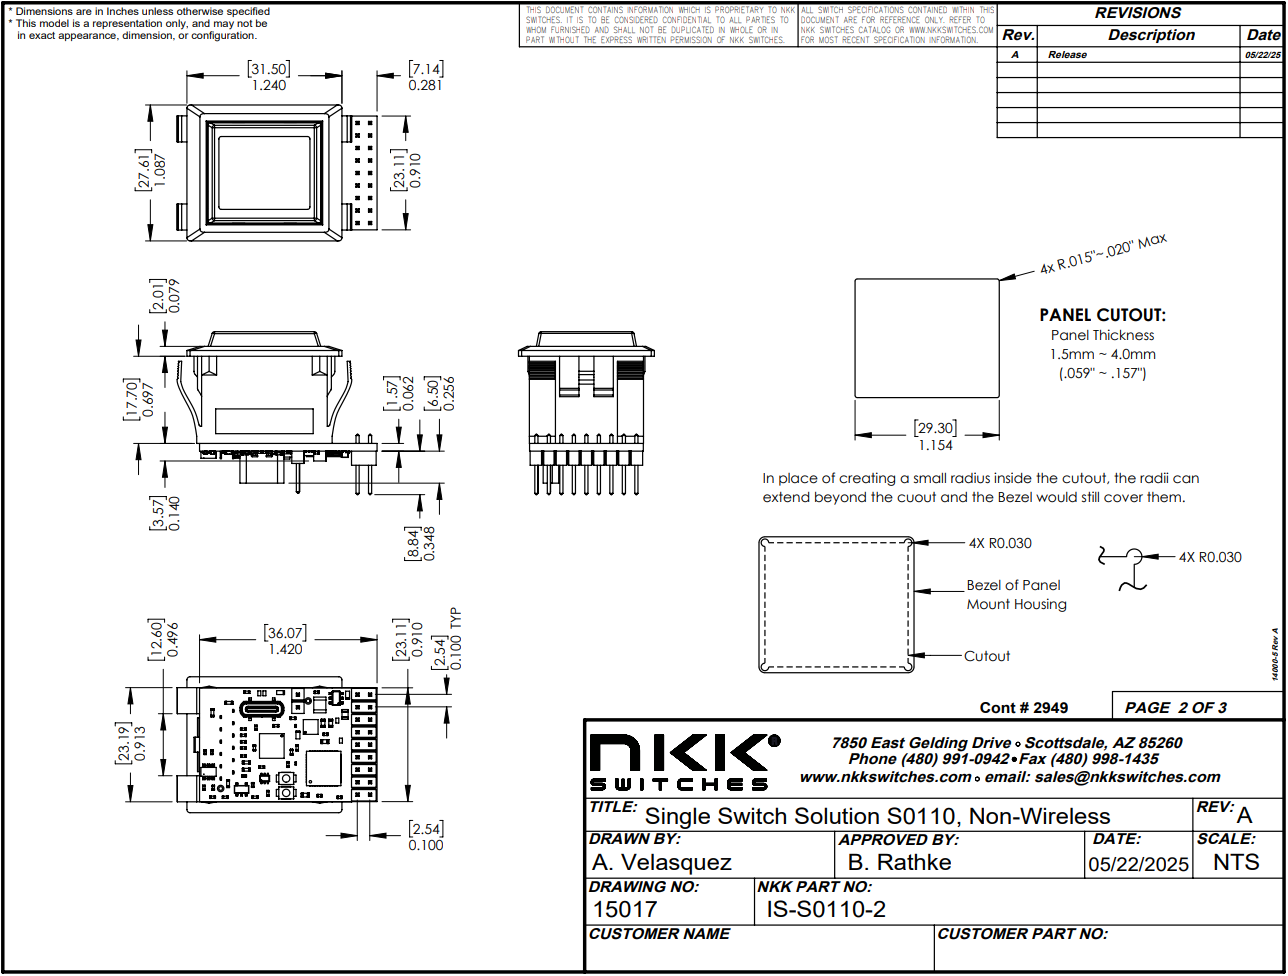 * Dimensions are in Inches unless otherwise specified
* This model is a representation only, and may not be
in exact appearance, dimension, or configuration.
THIS DOCUMENT CONTAINS INFORMATION WHICH IS PROPRIETARY TO NKK
SWITCHES. IT IS TO BE CONSIDERED CONFIDENTIAL TO ALL PARTIES TO
WHOM FURNISHED AND SHALL NOT BE DUPLICATED IN WHOLE OR IN
PART WITHOUT THE EXPRESS WRITTEN PERMISSION OF NKK SWITCHES.
ALL SWITCH SPECIFICATIONS CONTAINED WITHIN THIS
DOCUMENT ARE FOR REFERENCE ONLY. REFER TO
NKK SWITCHES CATALOG OR WWW.NKKSWITCHES.COM
FOR MOST RECENT SPECIFICATION INFORMATION.
REVISIONS
Rev. Description Date
A Release 05/22/25
[31.50]
1.240
[7.14]
0.281
[27.61]
1.087
[23.11]
0.910
[2.01]
0.079
[17.70]
0.697
[1.57]
0.062
[6.50]
0.256
[3.57]
0.140
[8.84]
0.348
4x R.015"~.020" Max
PANEL CUTOUT:
Panel Thickness
1.5mm ~ 4.0mm
(.059" ~ .157")
[29.30]
1.154
In place of creating a small radius inside the cutout, the radii can
extend beyond the cuout and the Bezel would still cover them.
4X R0.030
Bezel of Panel
Mount Housing
Cutout
4X R0.030
[12.60]
0.496
[36.07]
1.420
[23.11]
0.910
[2.54]
0.100 TYP
[23.19]
0.913
[2.54]
0.100
14000-5 Rev A
Cont # 2949
PAGE 2 OF 3
NKK®
SWITCHES
7850 East Gelding Drive o Scottsdale, AZ 85260
Phone (480) 991-0942 • Fax (480) 998-1435
www.nkkswitches.com o email: sales@nkkswitches.com
TITLE: Single Switch Solution S0110, Non-Wireless
REV: A
DRAWN BY:
A. Velasquez
APPROVED BY:
B. Rathke
DATE:
05/22/2025
SCALE:
NTS
DRAWING NO:
15017
NKK PART NO:
IS-S0110-2
CUSTOMER NAME
CUSTOMER PART NO: